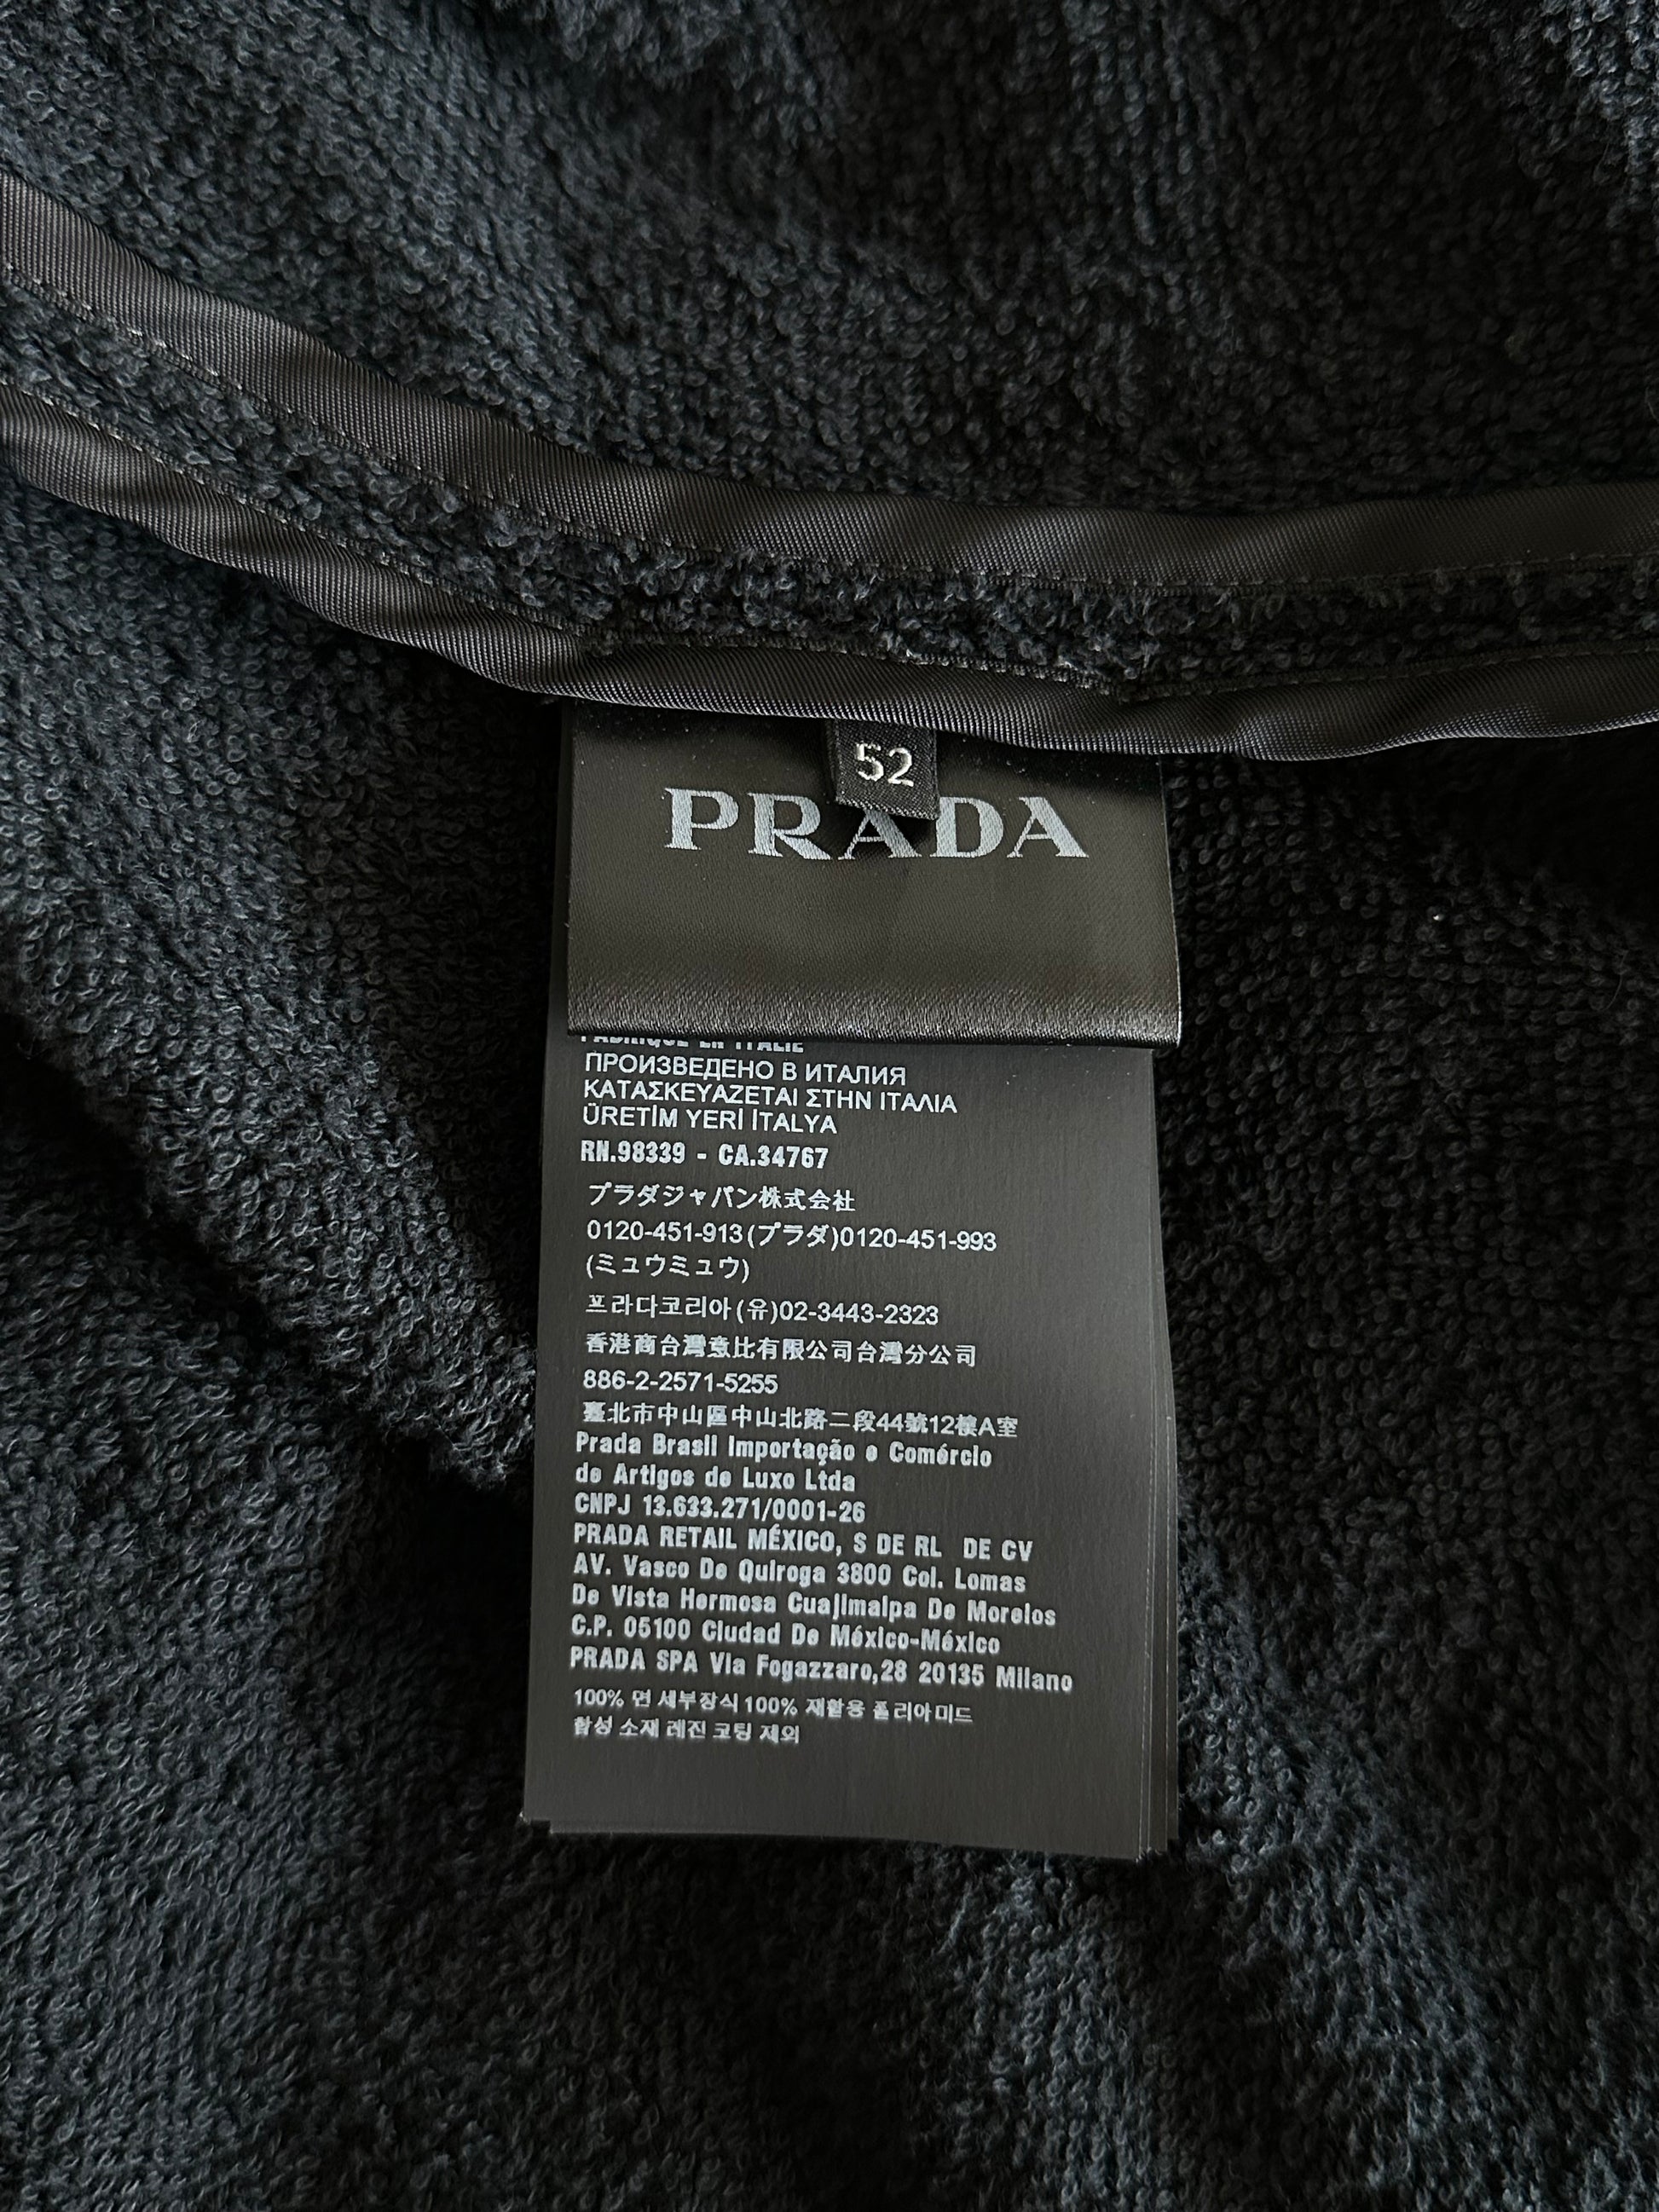 52
PRADA
FABRIQUÉ EN ITALIE
ПРОИЗВЕДЕНО В ИТАЛИЯ
ΚΑΤΑΣΚΕΥΑΖΕΤΑΙ ΣΤΗΝ ΙΤΑΛΙΑ
ÜRETİM YERİ İTALYA
RN.98339 - CA.34767
プラダジャパン株式会社
0120-451-913(プラダ)0120-451-993
(ミュウミュウ)
프라다코리아(유)02-3443-2323
香港商台灣意比有限公司台灣分公司
886-2-2571-5255
臺北市中山區中山北路二段44號12樓A室
Prada Brasil Importação e Comércio
de Artigos de Luxo Ltda
CNPJ 13.633.271/0001-26
PRADA RETAIL MÉXICO, S DE RL DE CV
AV. Vasco De Quiroga 3800 Col. Lomas
De Vista Hermosa Cuajimalpa De Morelos
C.P. 05100 Ciudad De México-México
PRADA SPA Via Fogazzaro,28 20135 Milano
100% 면 세부장식 100% 재활용 폴리아미드
합성 소재 레진 코팅 제외